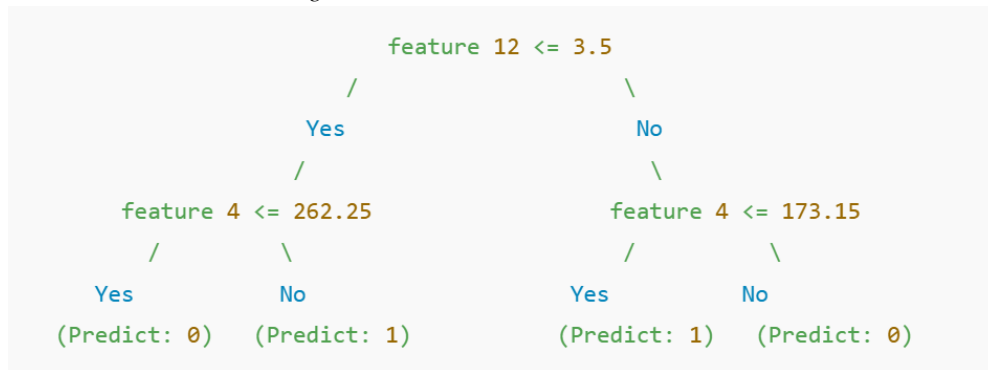 feature 12 <= 3.5
/ \
Yes No
/ \
feature 4 <= 262.25 feature 4 <= 173.15
/ \ / \
Yes No Yes No
(Predict: 0) (Predict: 1) (Predict: 1) (Predict: 0)